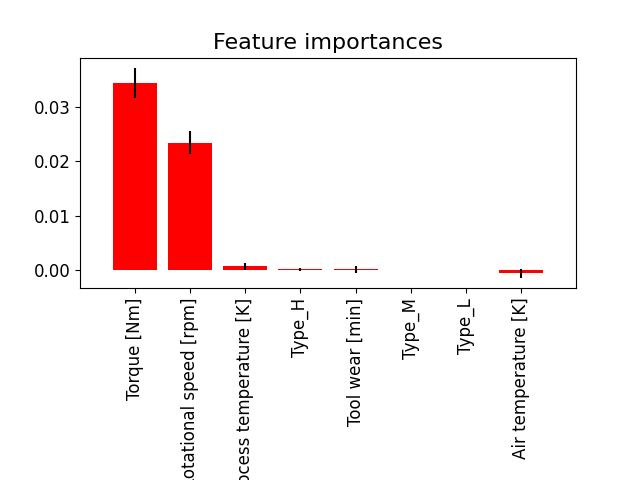 Feature importances
0.03
0.02
0.01
0.00
Torque [Nm]
otational speed [rpm]
ocess temperature [K]
Type_H
Tool wear [min]
Type_M
Type_L
Air temperature [K]